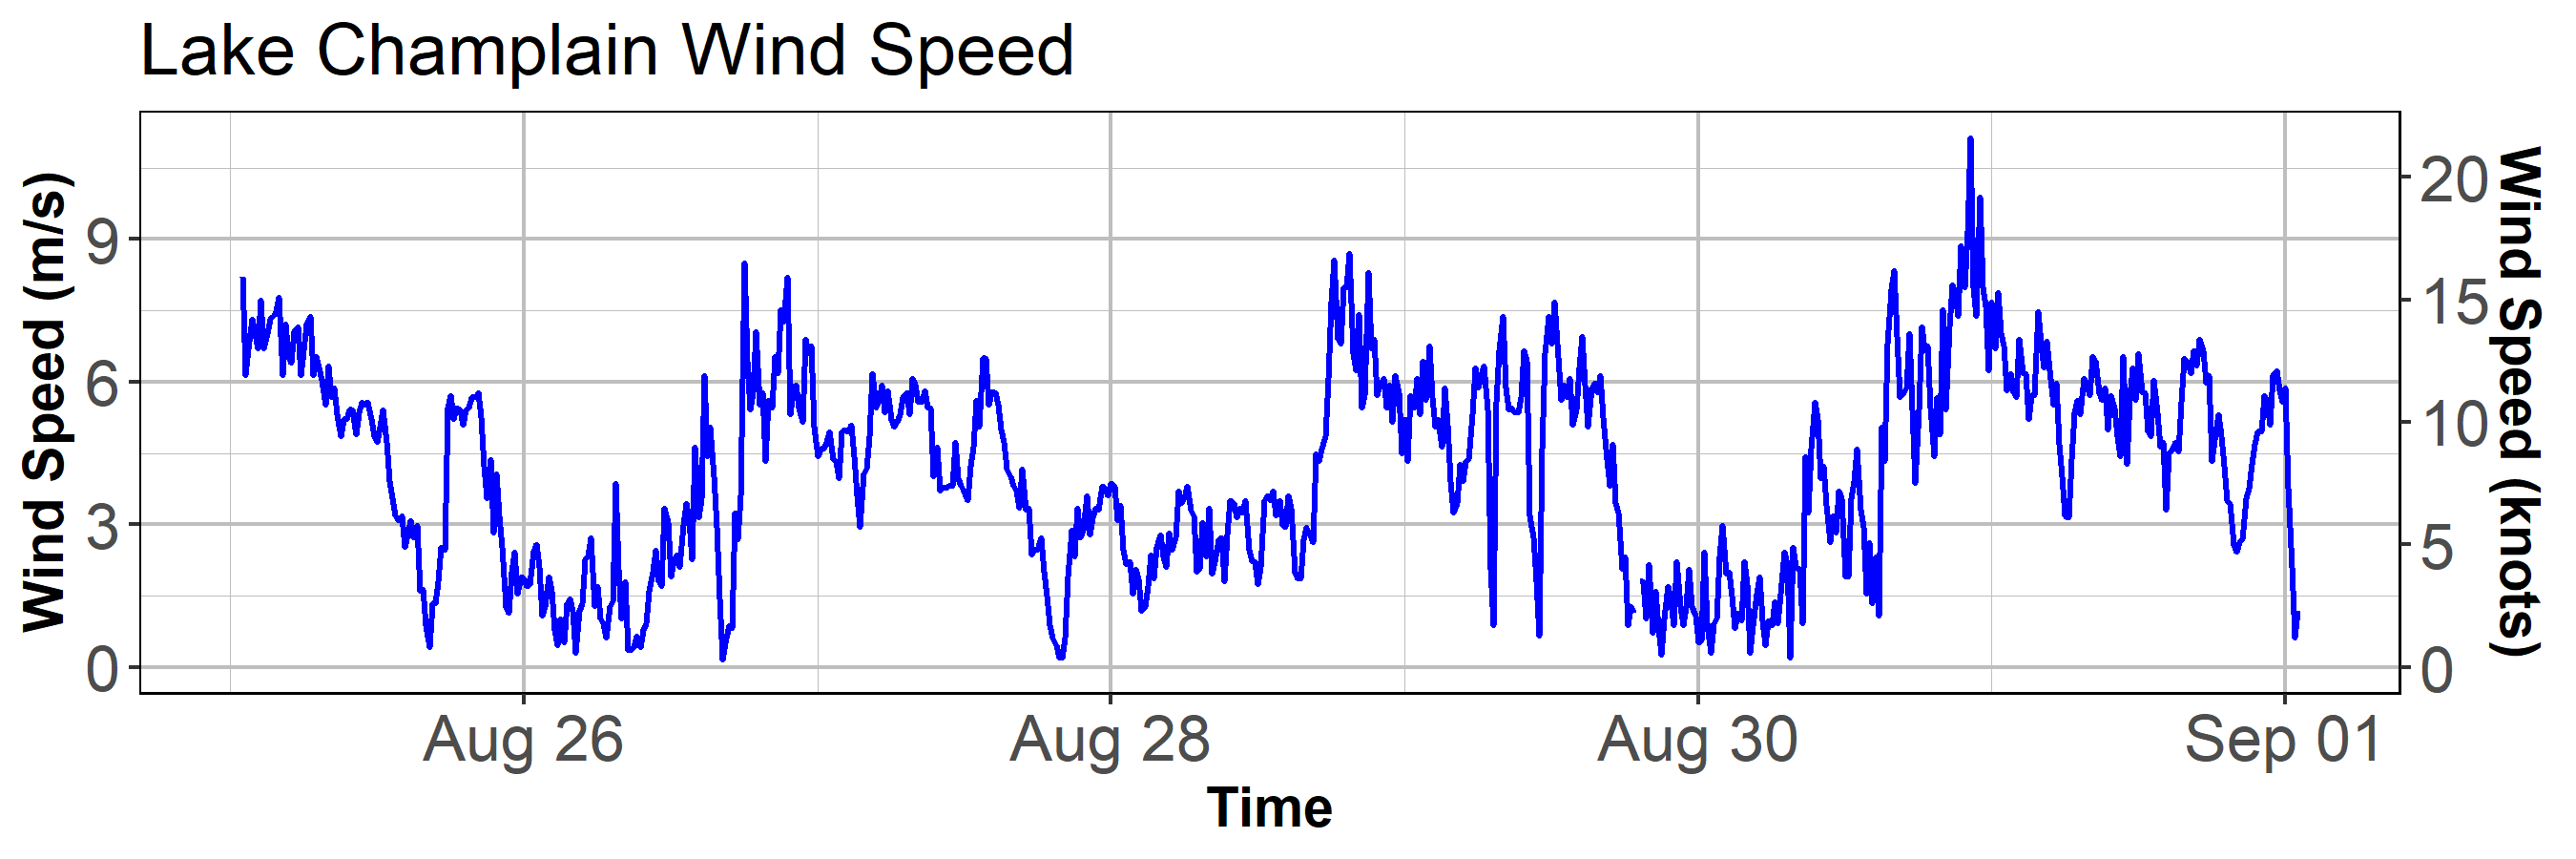 Lake Champlain Wind Speed
Wind Speed (m/s)
9
6
3
0
20
15
10
5
0
Wind Speed (knots)
Aug 26
Aug 28
Aug 30
Sep 01
Time